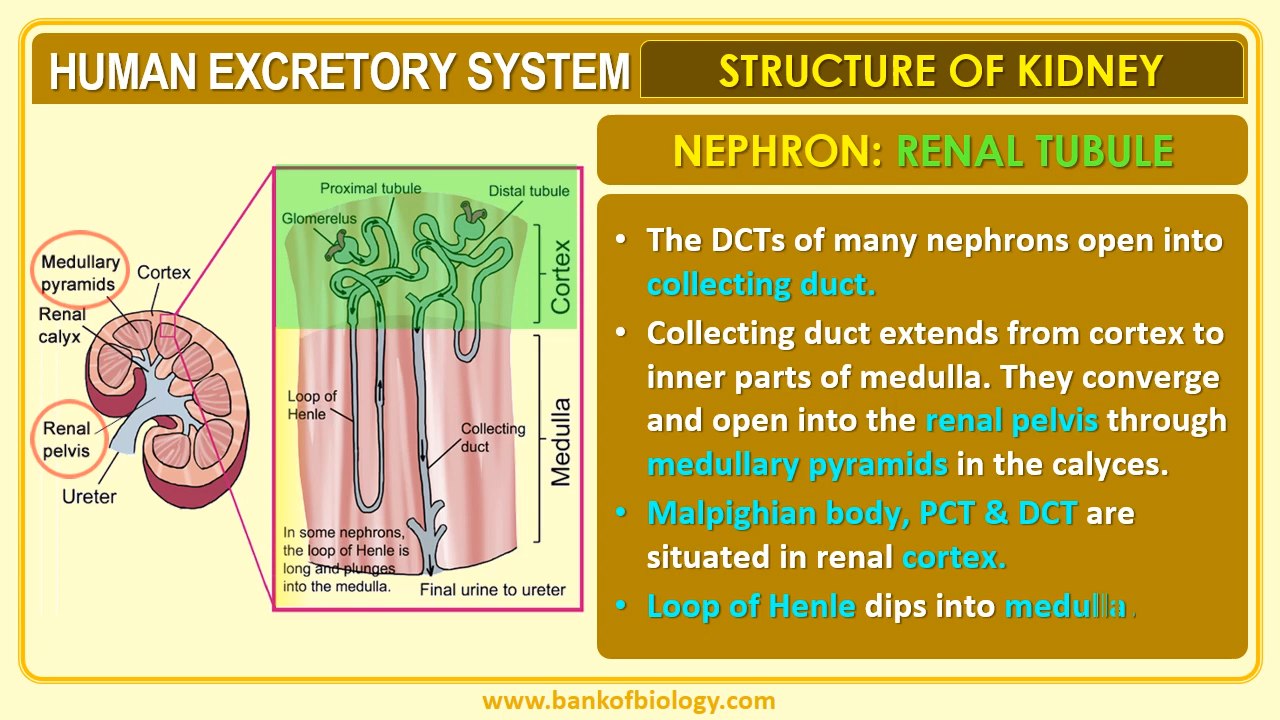 HUMAN EXCRETORY SYSTEM
STRUCTURE OF KIDNEY
NEPHRON: RENAL TUBULE
Medullary
pyramids
Cortex
Renal
calyx
Renal
pelvis
Ureter
Proximal tubule
Distal tubule
Glomerelus
Cortex
Loop of
Henle
Collecting
duct
Medulla
In some nephrons,
the loop of Henle is
long and plunges
into the medulla.
Final urine to ureter
• The DCTs of many nephrons open into
collecting duct.
• Collecting duct extends from cortex to
inner parts of medulla. They converge
and open into the renal pelvis through
medullary pyramids in the calyces.
• Malpighian body, PCT & DCT are
situated in renal cortex.
• Loop of Henle dips into medulla.
www.bankofbiology.com